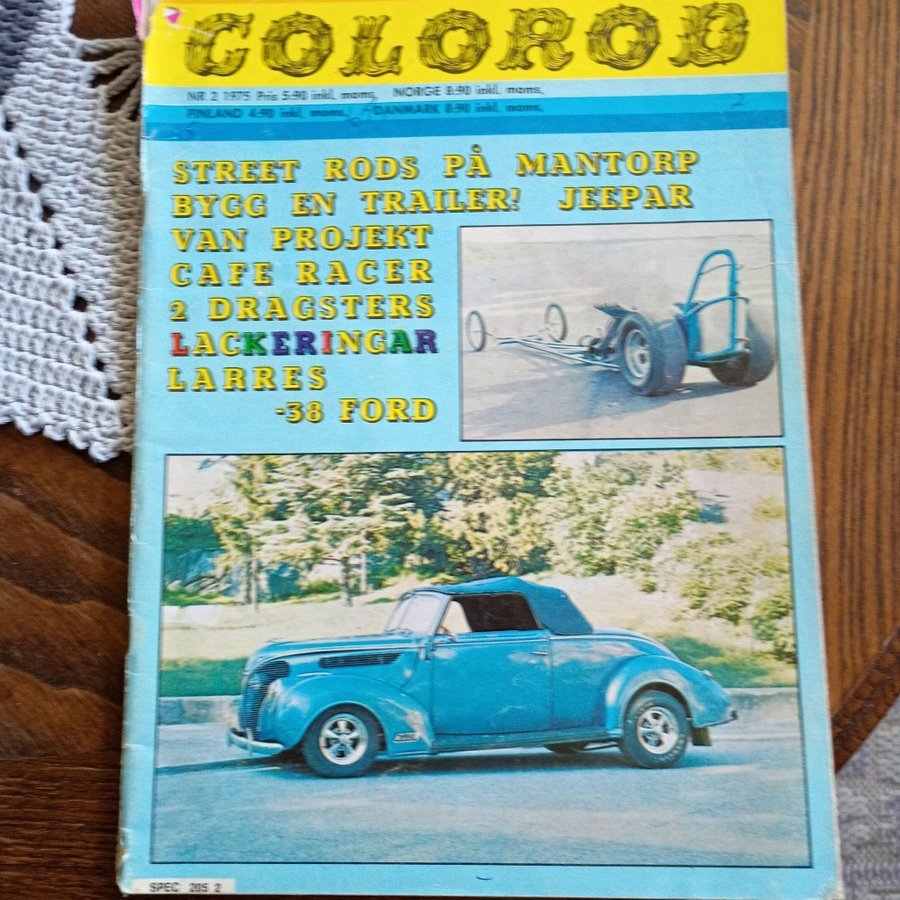 COLOROD
NR 2 1975 Pris 5:90 inkl, moms, NORGE 8:90 inkl, moms,
FINLAND 4:90 inkl, moms, DANMARK 8:90 inkl, moms,
STREET RODS PÅ MANTORP
BYGG EN TRAILER! JEEPAR
VAN PROJEKT
CAFE RACER
2 DRAGSTERS
LACKERINGAR
LARRES
-38 FORD
SPEC 205 2